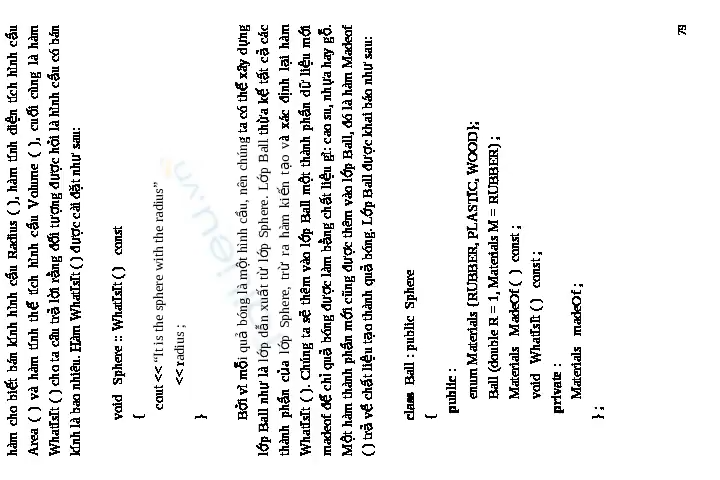 hàm cho biết bán kính hình cầu Radius ( ), hàm tính diện tích hình cầu
Area ( ) và hàm tính thể tích hình cầu Volume ( ), cuối cùng là hàm
WhatIsIt ( ) cho ta câu trả lời rằng đối tượng được hỏi là hình cầu có bán
kính là bao nhiêu. Hàm WhatIsIt ( ) được cài đặt như sau:
void Sphere :: WhatIsIt ( ) const
{
cout << “It is the sphere with the radius”
<< radius ;
}
Bởi vì mỗi quả bóng là một hình cầu, nên chúng ta có thể xây dựng
lớp Ball như là lớp dẫn xuất từ lớp Sphere. Lớp Ball thừa kế tất cả các
thành phần của lớp Sphere, trừ ra hàm kiến tạo và xác định lại hàm
WhatIsIt ( ). Chúng ta sẽ thêm vào lớp Ball một thành phần dữ liệu mới
madeof để chỉ quả bóng được làm bằng chất liệu gì: cao su, nhựa hay gỗ.
Một hàm thành phần mới cũng được thêm vào lớp Ball, đó là hàm Madeof
( ) trả về chất liệu tạo thành quả bóng. Lớp Ball được khai báo như sau:
class Ball : public Sphere
{
public :
enum Materials {RUBBER, PLASTIC, WOOD};
Ball (double R = 1, Materials M = RUBBER) ;
Materials MadeOf ( ) const ;
void WhatIsIt ( ) const ;
private :
Materials madeOf ;
} ;
79